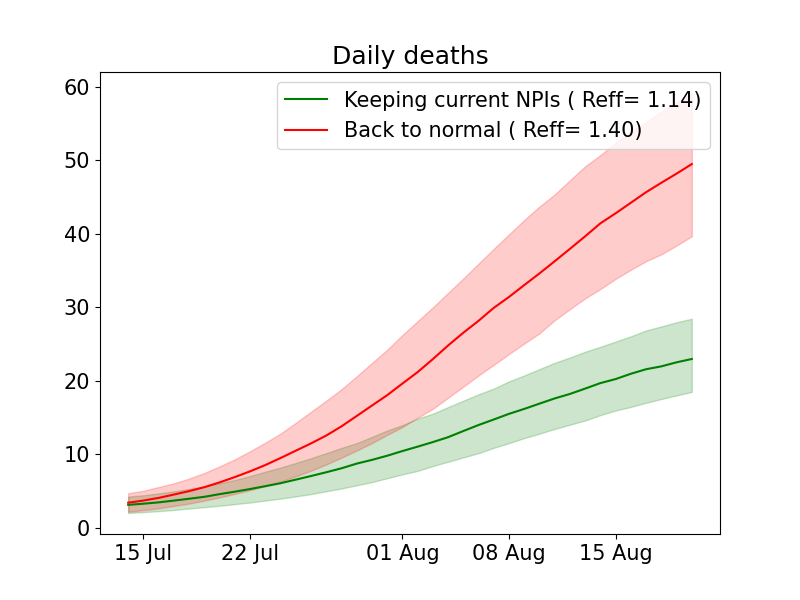 Daily deaths
Keeping current NPIs ( Reff= 1.14)
Back to normal ( Reff= 1.40)
60
50
40
30
20
10
0
15 Jul 22 Jul 01 Aug 08 Aug 15 Aug